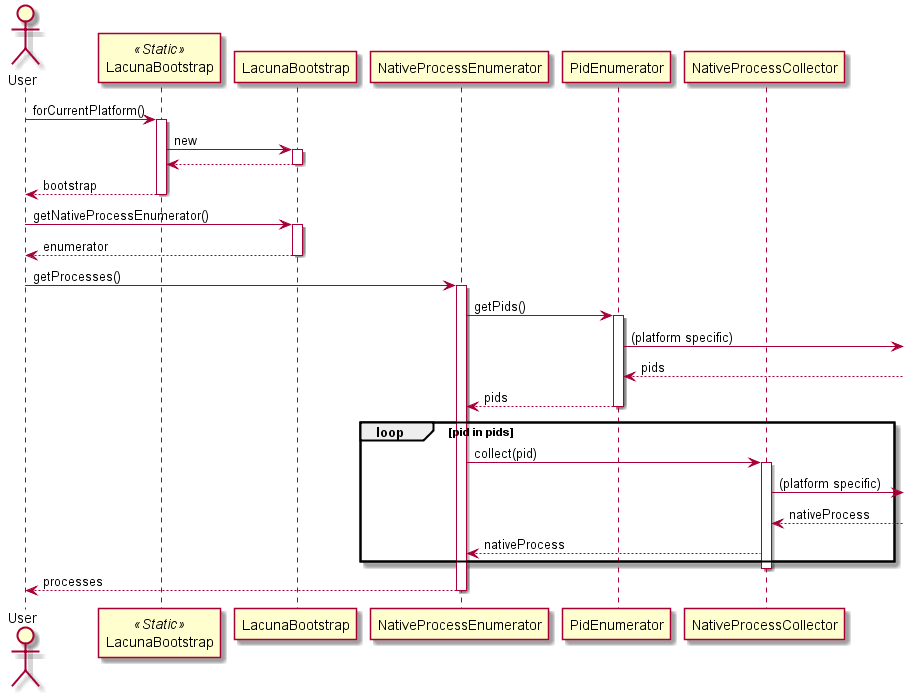 User
«Static»
LacunaBootstrap
LacunaBootstrap
NativeProcessEnumerator
PidEnumerator
NativeProcessCollector
forCurrentPlatform()
new
bootstrap
getNativeProcessEnumerator()
enumerator
getProcesses()
getPids()
(platform specific)
pids
pids
loop
[pid in pids]
collect(pid)
(platform specific)
nativeProcess
nativeProcess
processes
User
«Static»
LacunaBootstrap
LacunaBootstrap
NativeProcessEnumerator
PidEnumerator
NativeProcessCollector